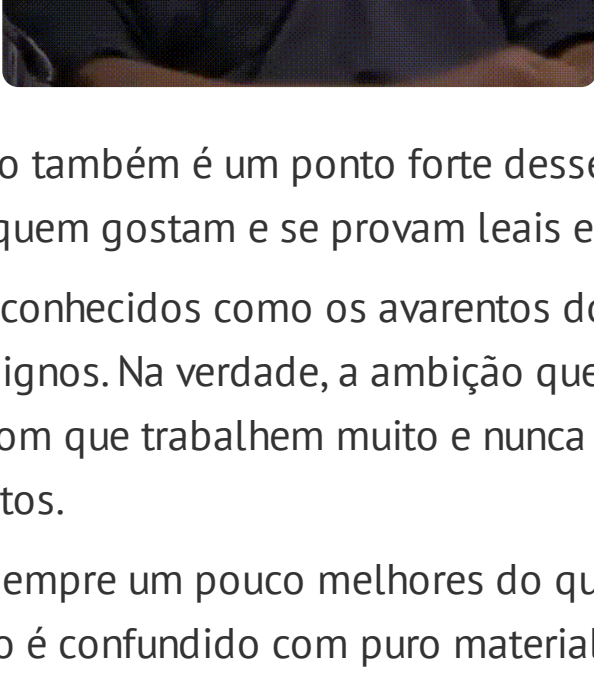 o também é um ponto forte desse
quem gostam e se provam leais e
conhecidos como os avarentos do
ignos. Na verdade, a ambição que
om que trabalhem muito e nunca
tos.
empre um pouco melhores do qu
o é confundido com puro material